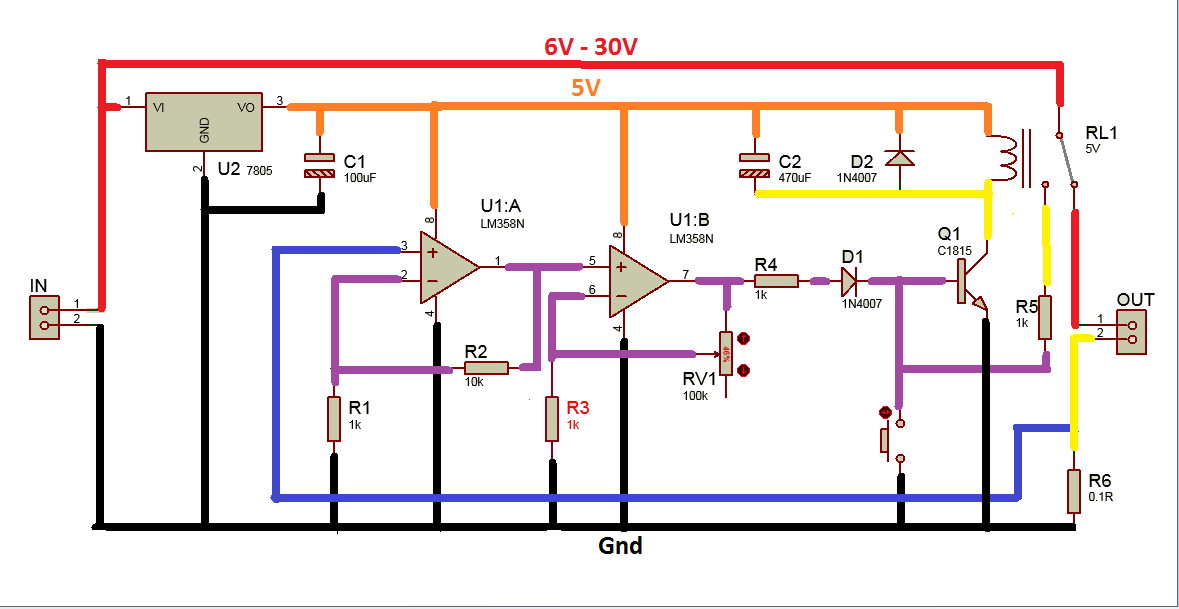 6V - 30V
5V
1
VI
VO
3
GND
2
U2 7805
C1
100uF
C2
470uF
D2
1N4007
RL1
5V
U1:A
LM358N
8
3
2
1
4
U1:B
LM358N
8
5
6
7
4
R4
1k
D1
1N4007
Q1
C1815
IN
1
2
R5
1k
OUT
1
2
R2
10k
RV1
100k
46%
R1
1k
R3
1k
R6
0.1R
Gnd